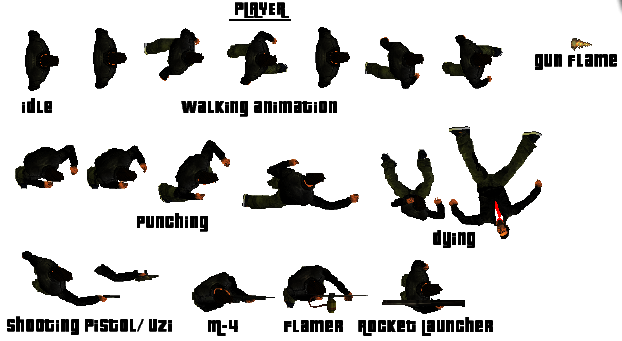 PLAYER
GUN FLAME
idle
walking animation
punching
dying
Shooting Pistol/ Uzi
M-4
Flamer
Rocket Launcher